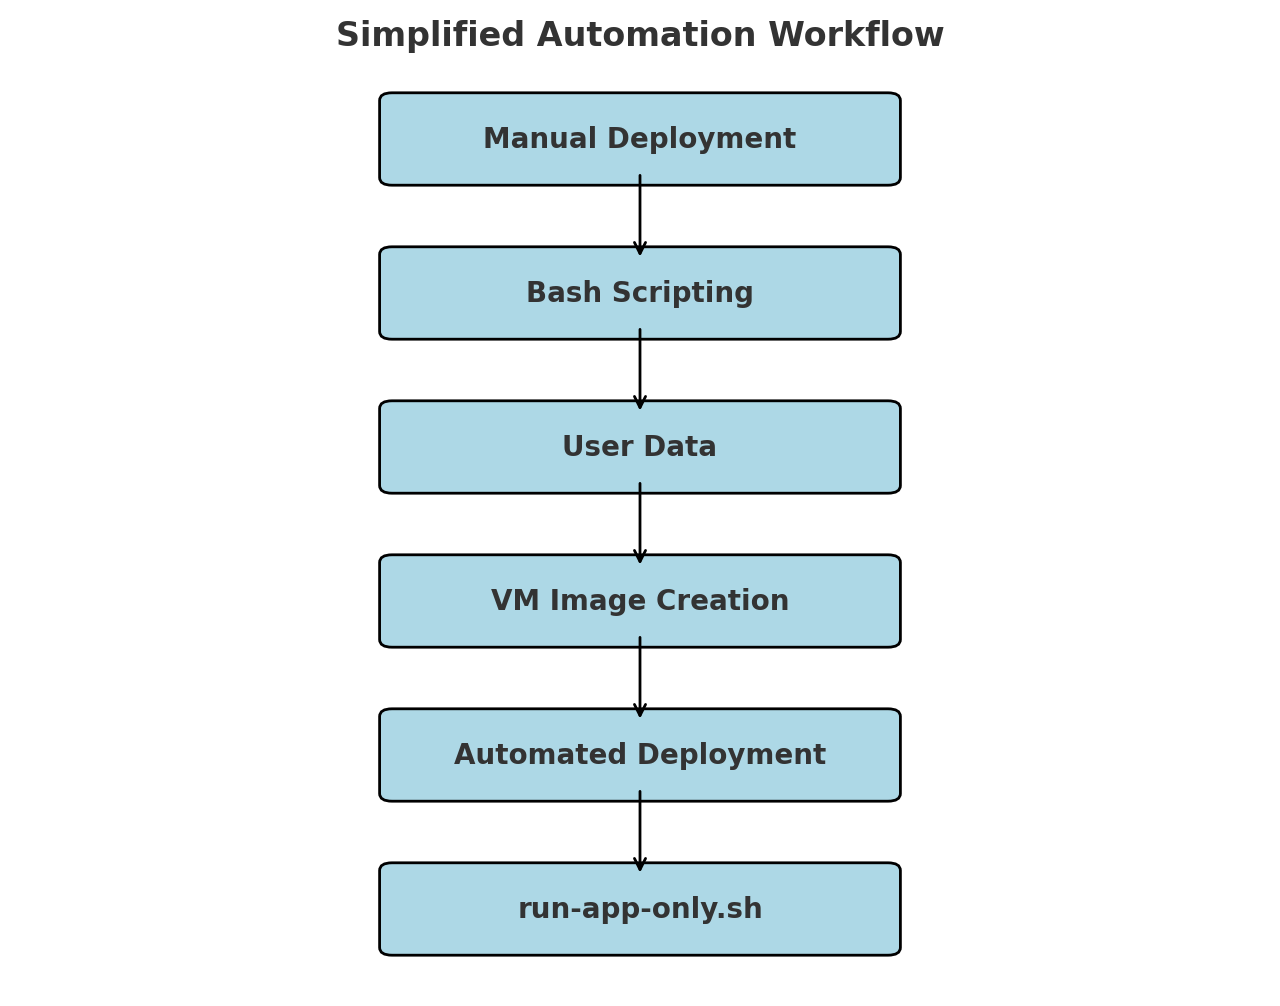 Simplified Automation Workflow
Manual Deployment
Bash Scripting
User Data
VM Image Creation
Automated Deployment
run-app-only.sh